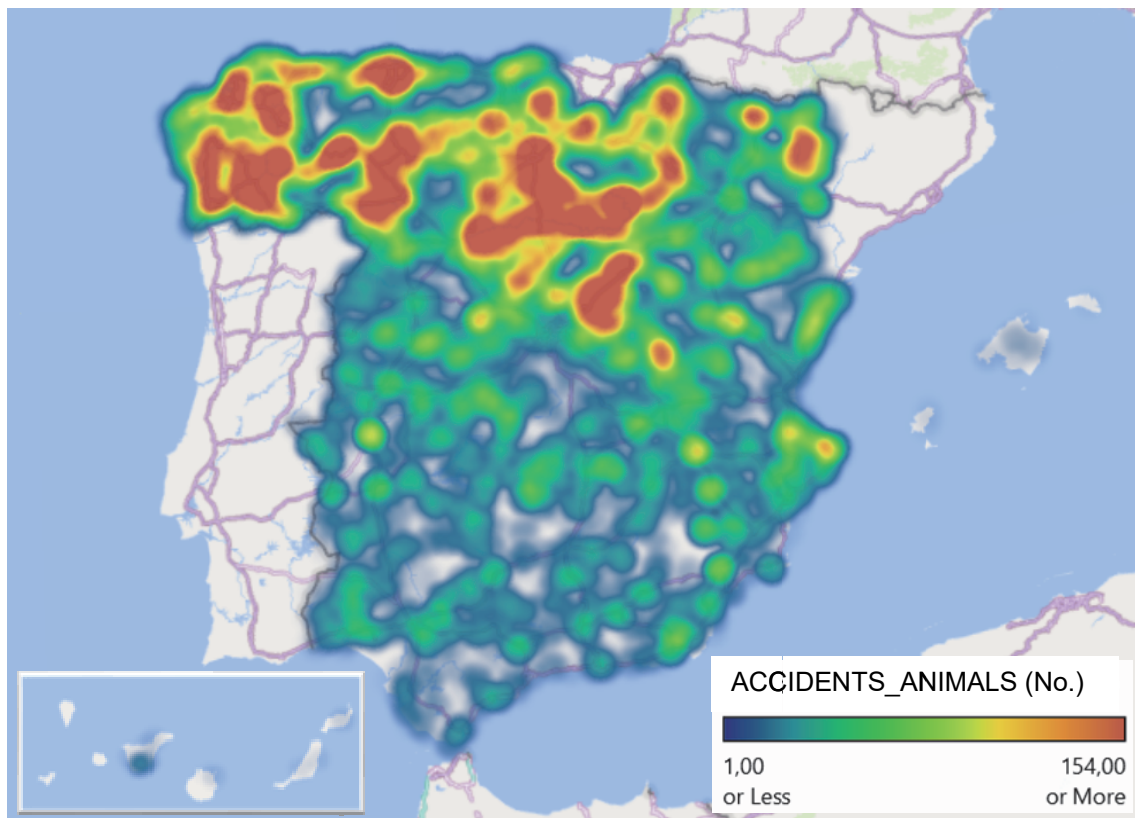 ACCIDENTS_ANIMALS (No.)
1,00 154,00
or Less or More